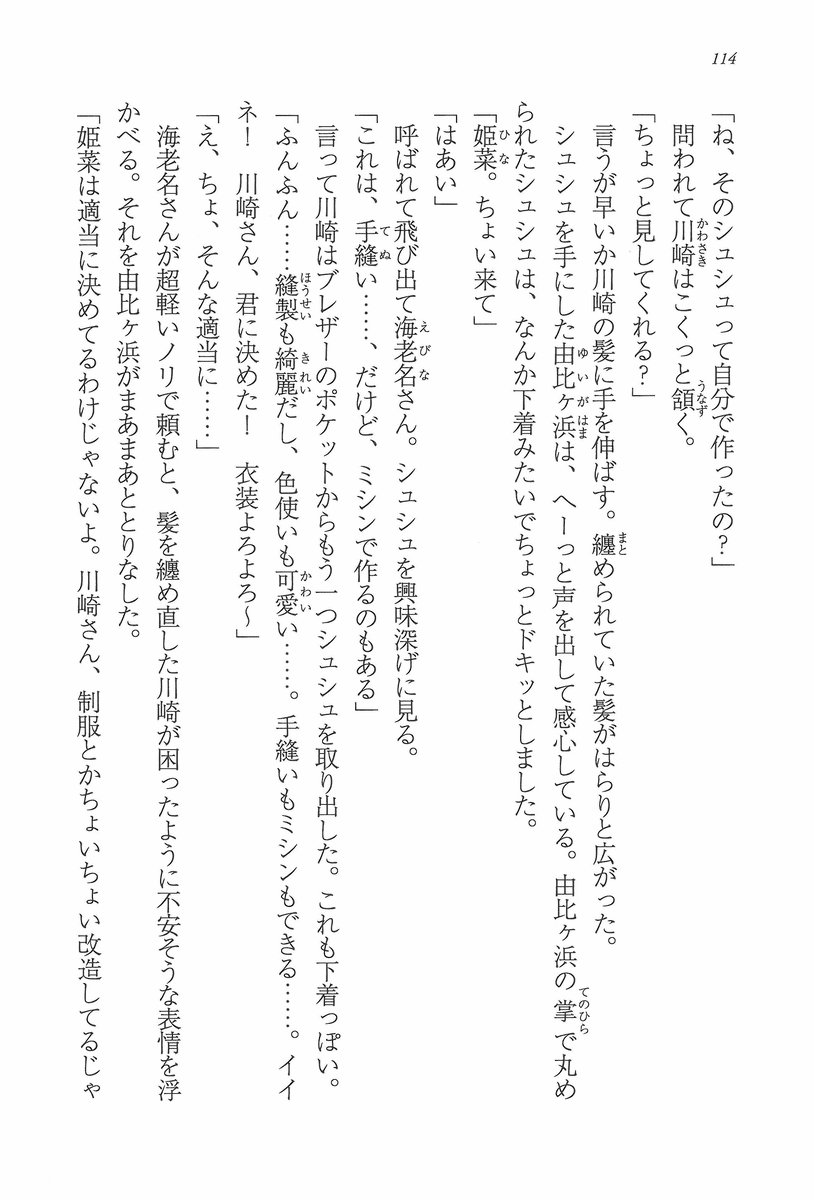 114
「ね、そのシュシュって自分で作ったの?」
問われて川崎はこくっと頷く。
「ちょっと見してくれる?」
言うが早いか川崎の髪に手を伸ばす。纏められていた髪がはらりと広がった。
シュシュを手にした由比ヶ浜は、へーっと声を出して感心している。由比ヶ浜の掌で丸め
られたシュシュは、なんか下着みたいでちょっとドキッとしました。
「姫菜。ちょい来て」
「はあい」
呼ばれて飛び出て海老名さん。シュシュを興味深げに見る。
「これは、手縫い……、だけど、ミシンで作るのもある」
言って川崎はブレザーのポケットからもう一つシュシュを取り出した。これも下着っぽい。
「ふんふん……縫製も綺麗だし、色使いも可愛い……。手縫いもミシンもできる……。イイ
ネ! 川崎さん、君に決めた! 衣装よろよろ〜」
「え、ちょ、そんな適当に……」
海老名さんが超軽いノリで頼むと、髪を纏め直した川崎が困ったように不安そうな表情を浮
かべる。それを由比ヶ浜がまあまあととりなした。
「姫菜は適当に決めてるわけじゃないよ。川崎さん、制服とかちょいちょい改造してるじゃ